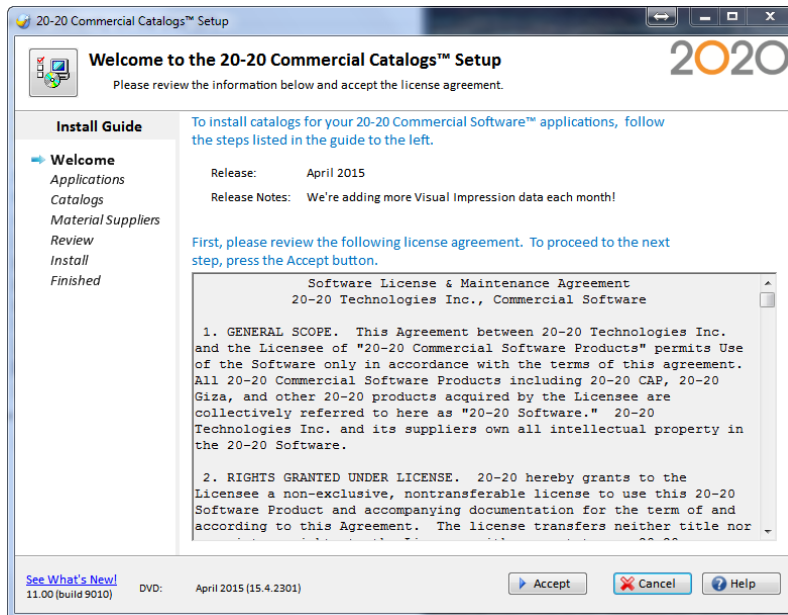 20-20 Commercial Catalogs™ Setup
Welcome to the 20-20 Commercial Catalogs™ Setup
Please review the information below and accept the license agreement.
2020
Install Guide
Welcome
Applications
Catalogs
Material Suppliers
Review
Install
Finished
To install catalogs for your 20-20 Commercial Software™ applications, follow
the steps listed in the guide to the left.
Release: April 2015
Release Notes: We're adding more Visual Impression data each month!
First, please review the following license agreement. To proceed to the next
step, press the Accept button.
Software License & Maintenance Agreement
20-20 Technologies Inc., Commercial Software
1. GENERAL SCOPE. This Agreement between 20-20 Technologies Inc.
and the Licensee of "20-20 Commercial Software Products" permits Use
of the Software only in accordance with the terms of this agreement.
All 20-20 Commercial Software Products including 20-20 CAP, 20-20
Giza, and other 20-20 products acquired by the Licensee are
collectively referred to here as "20-20 Software." 20-20
Technologies Inc. and its suppliers own all intellectual property in
the 20-20 Software.
2. RIGHTS GRANTED UNDER LICENSE. 20-20 hereby grants to the
Licensee a non-exclusive, nontransferable license to use this 20-20
Software Product and accompanying documentation for the term of and
according to this Agreement. The license transfers neither title nor
See What's New!
11.00 (build 9010)
DVD: April 2015 (15.4.2301)
Accept
Cancel
Help